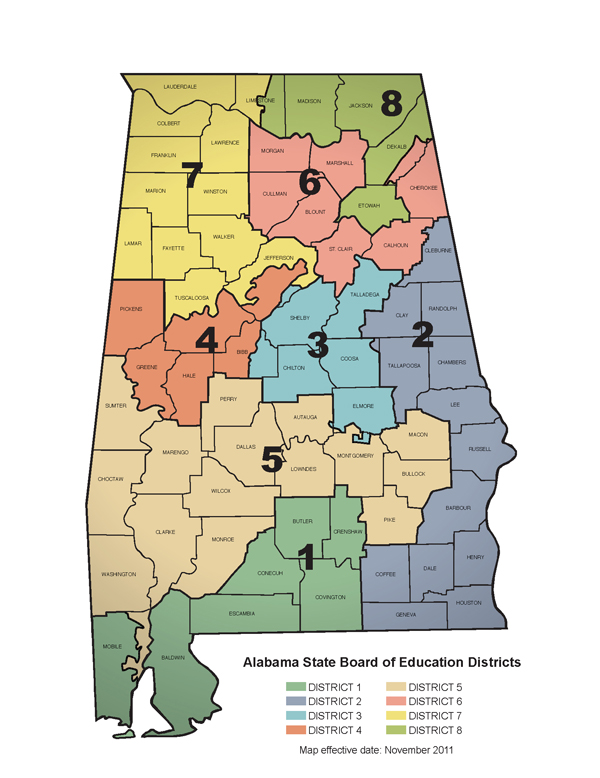 LAUDERDALE
LIMESTONE
MADISON
JACKSON
8
COLBERT
LAWRENCE
FRANKLIN
MORGAN
MARSHALL
DEKALB
7
6
MARION
WINSTON
CULLMAN
CHEROKEE
ETOWAH
BLOUNT
WALKER
LAMAR
FAYETTE
ST. CLAIR
CALHOUN
CLEBURNE
JEFFERSON
TUSCALOOSA
TALLADEGA
PICKENS
SHELBY
CLAY
RANDOLPH
4
3
2
BIBB
GREENE
HALE
CHILTON
COOSA
TALLAPOOSA
CHAMBERS
PERRY
SUMTER
AUTAUGA
ELMORE
LEE
MACON
DALLAS
MARENGO
MONTGOMERY
RUSSELL
5
LOWNDES
CHOCTAW
BULLOCK
WILCOX
BARBOUR
BUTLER
PIKE
CLARKE
CRENSHAW
MONROE
1
HENRY
WASHINGTON
CONECUH
COFFEE
DALE
COVINGTON
HOUSTON
ESCAMBIA
GENEVA
MOBILE
BALDWIN
Alabama State Board of Education Districts
DISTRICT 1
DISTRICT 2
DISTRICT 3
DISTRICT 4
DISTRICT 5
DISTRICT 6
DISTRICT 7
DISTRICT 8
Map effective date: November 2011